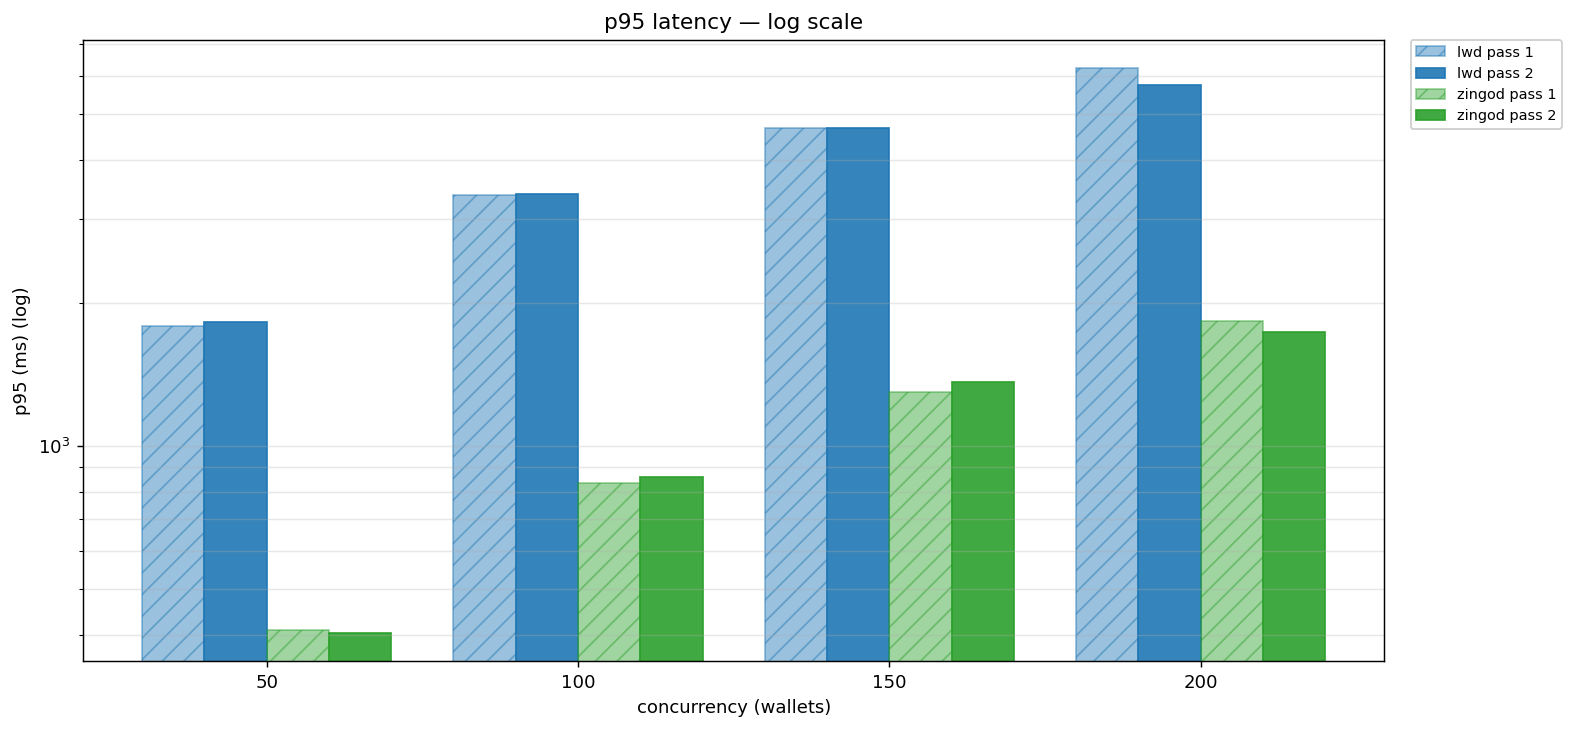 p95 latency — log scale
lwd pass 1
lwd pass 2
zingod pass 1
zingod pass 2
p95 (ms) (log)
10³
50 100 150 200
concurrency (wallets)